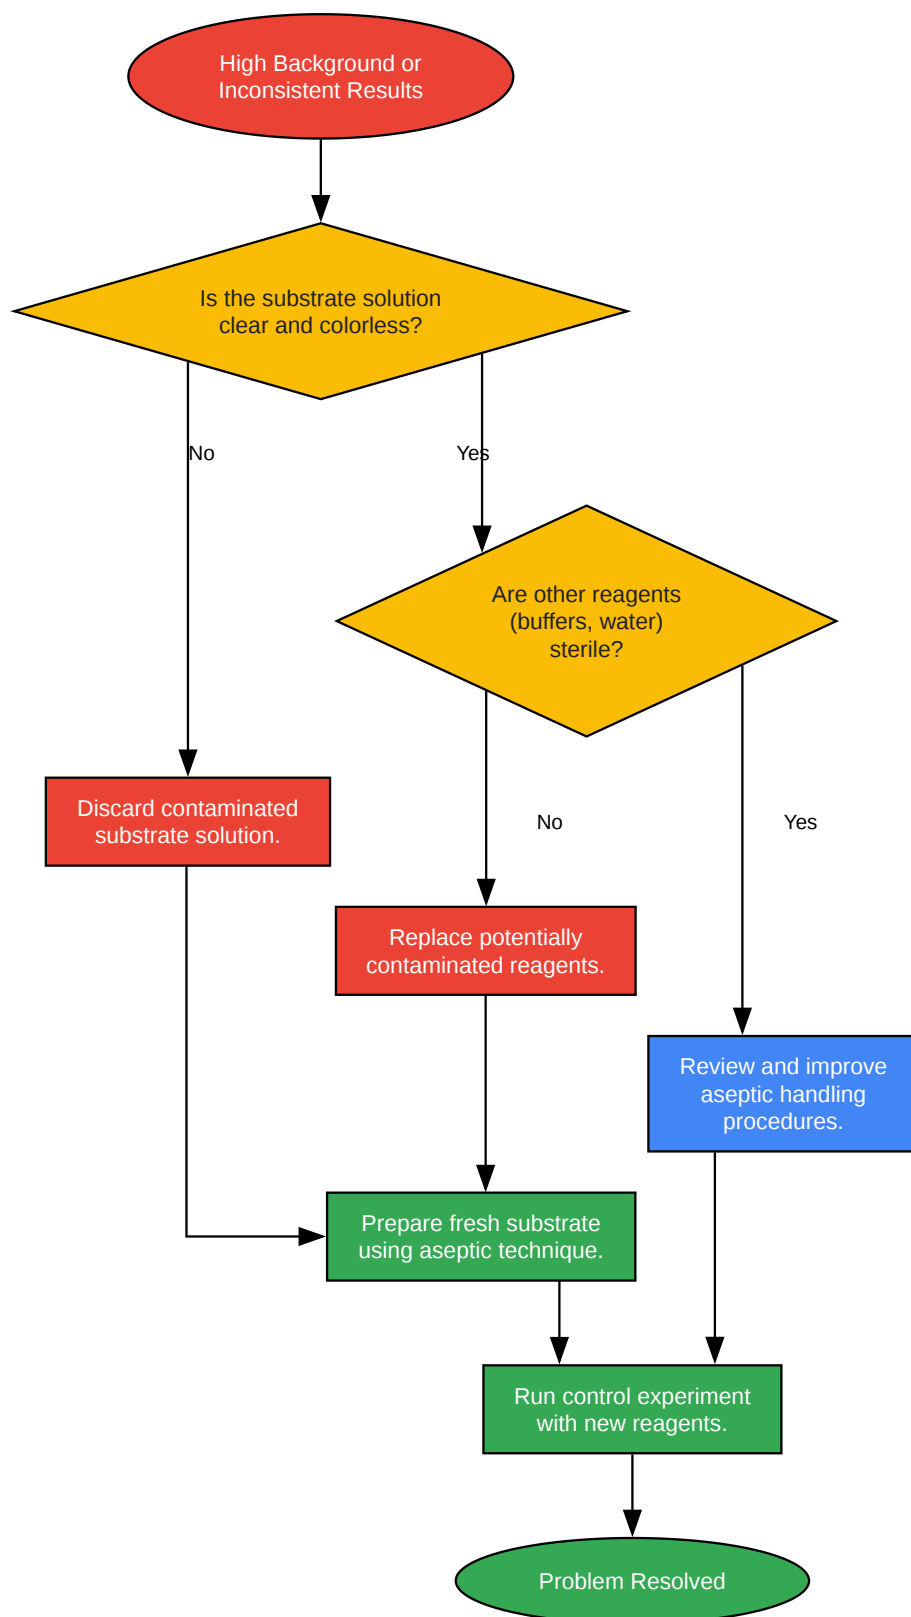 High Background or
Inconsistent Results
Is the substrate solution
clear and colorless?
No
Yes
Are other reagents
(buffers, water)
sterile?
Discard contaminated
substrate solution.
No
Yes
Replace potentially
contaminated reagents.
Review and improve
aseptic handling
procedures.
Prepare fresh substrate
using aseptic technique.
Run control experiment
with new reagents.
Problem Resolved